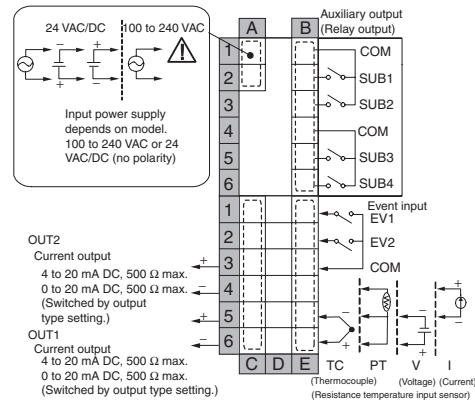 24 VAC/DC
100 to 240 VAC
− + − +
+ −
Input power supply
depends on model.
100 to 240 VAC or 24
VAC/DC (no polarity)
A
B
Auxiliary output
(Relay output)
1
2
3
4
5
6
COM
SUB1
SUB2
COM
SUB3
SUB4
1
2
3
4
5
6
Event input
EV1
EV2
COM
OUT2
Current output
+
4 to 20 mA DC, 500 Ω max.
0 to 20 mA DC, 500 Ω max.
−
(Switched by output
type setting.)
+
OUT1
Current output
−
4 to 20 mA DC, 500 Ω max.
0 to 20 mA DC, 500 Ω max.
(Switched by output type setting.)
C D E
−
+
−
+
+
−
TC PT V I
(Thermocouple)
(Voltage) (Current)
(Resistance temperature input sensor)